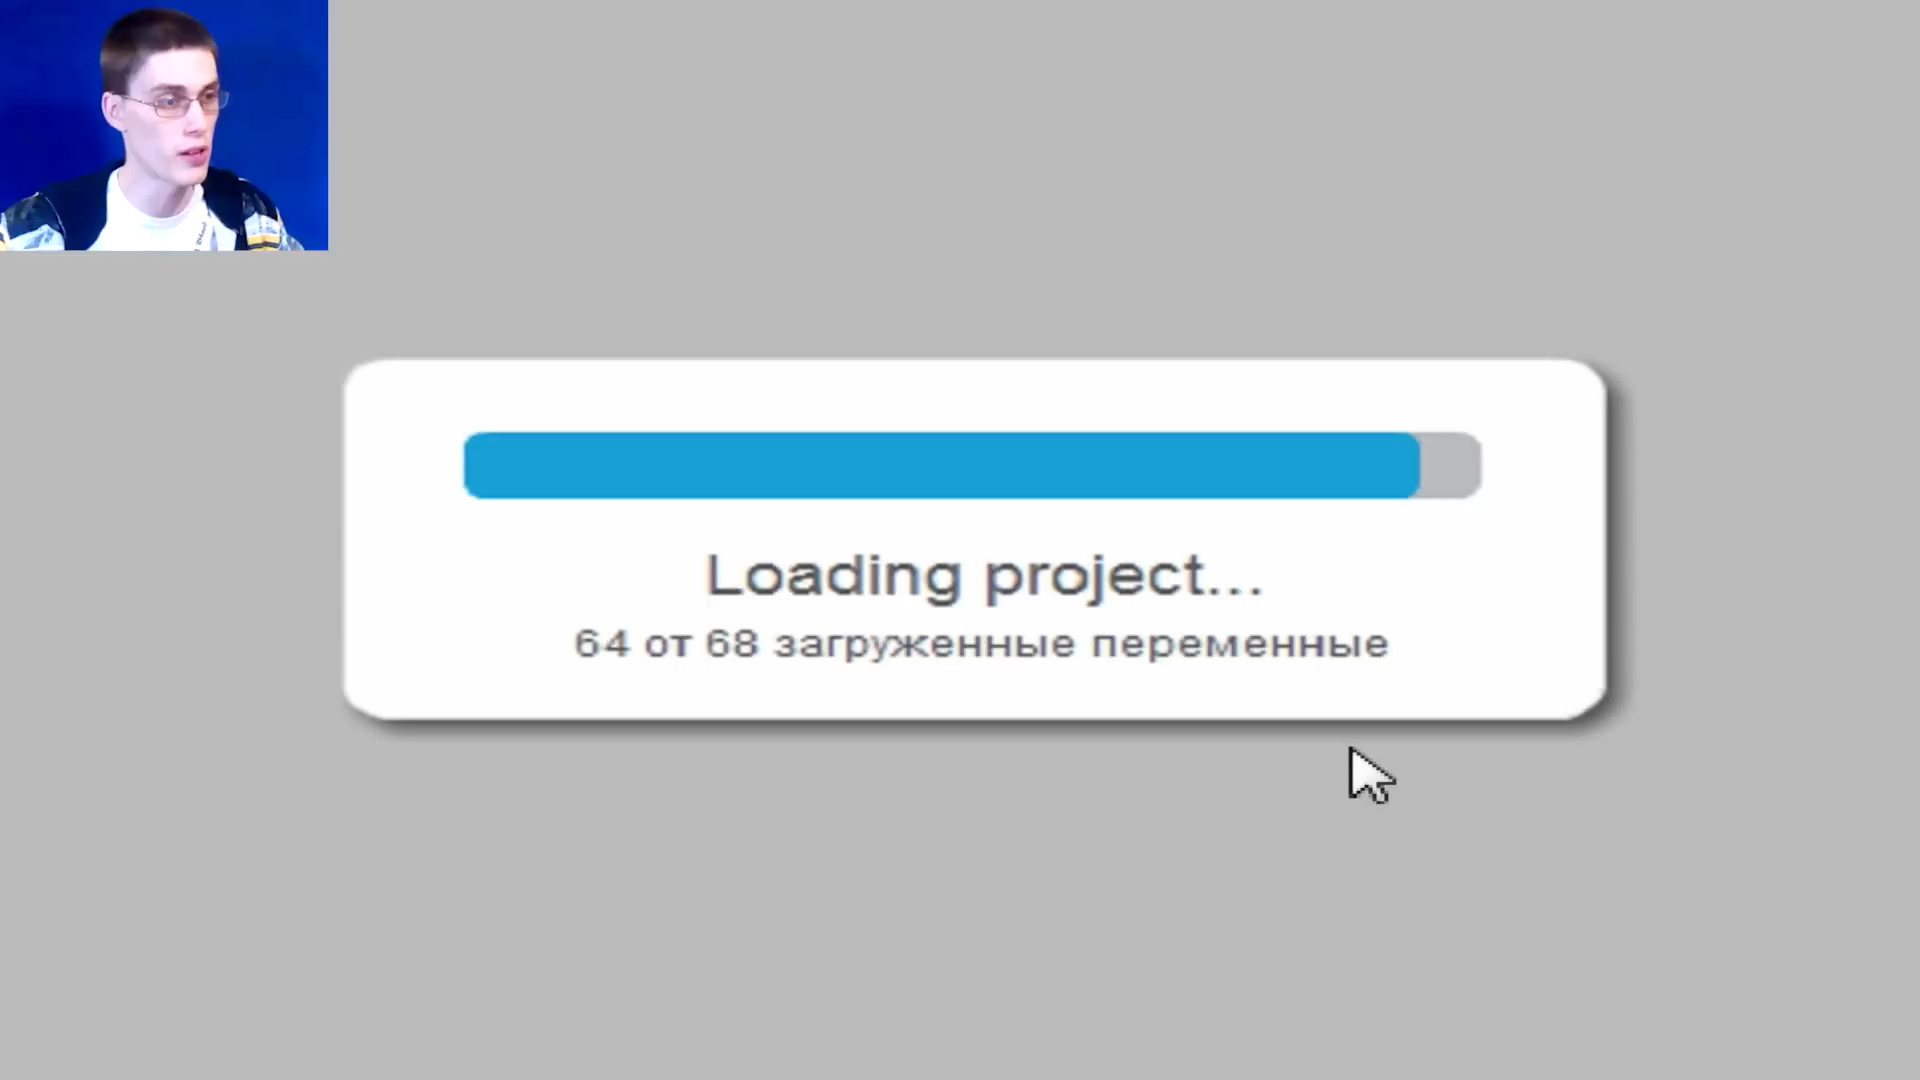 Loading project...
64 от 68 загруженные переменные